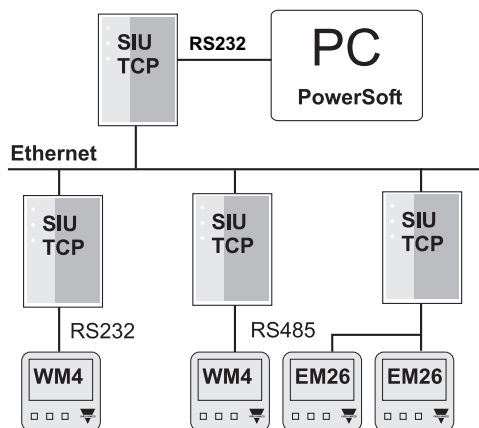 SIU
TCP
RS232
PC
PowerSoft
Ethernet
SIU
TCP
SIU
TCP
SIU
TCP
RS232
RS485
WM4
WM4
EM26
EM26